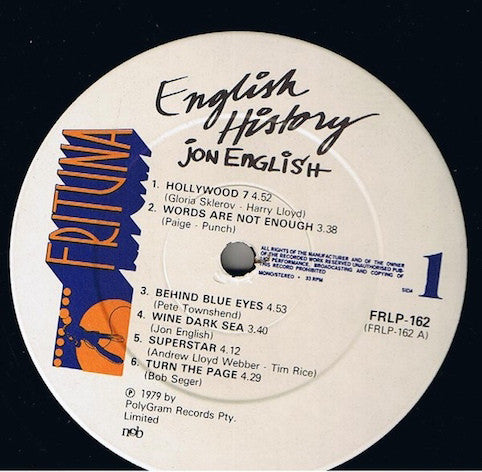 English
History
JON ENGLISH
FRITUNA
1. HOLLYWOOD 7 4.52
(Gloria Sklerov - Harry Lloyd)
2. WORDS ARE NOT ENOUGH 3.38
(Paige - Punch)
ALL RIGHTS OF THE MANUFACTURER AND OF THE OWNER
OF THE RECORDED WORK RESERVED UNAUTHORISED PUB-
LIC PERFORMANCE, BROADCASTING AND COPYING OF
THIS RECORD PROHIBITED
MONO/STEREO • 33 RPM
SIDE 1
3. BEHIND BLUE EYES 4.53
(Pete Townshend)
4. WINE DARK SEA 3.40
(Jon English)
5. SUPERSTAR 4.12
(Andrew Lloyd Webber - Tim Rice)
6. TURN THE PAGE 4.29
(Bob Seger)
FRLP-162
(FRLP-162 A)
℗ 1979 by
PolyGram Records Pty.
Limited
ncb